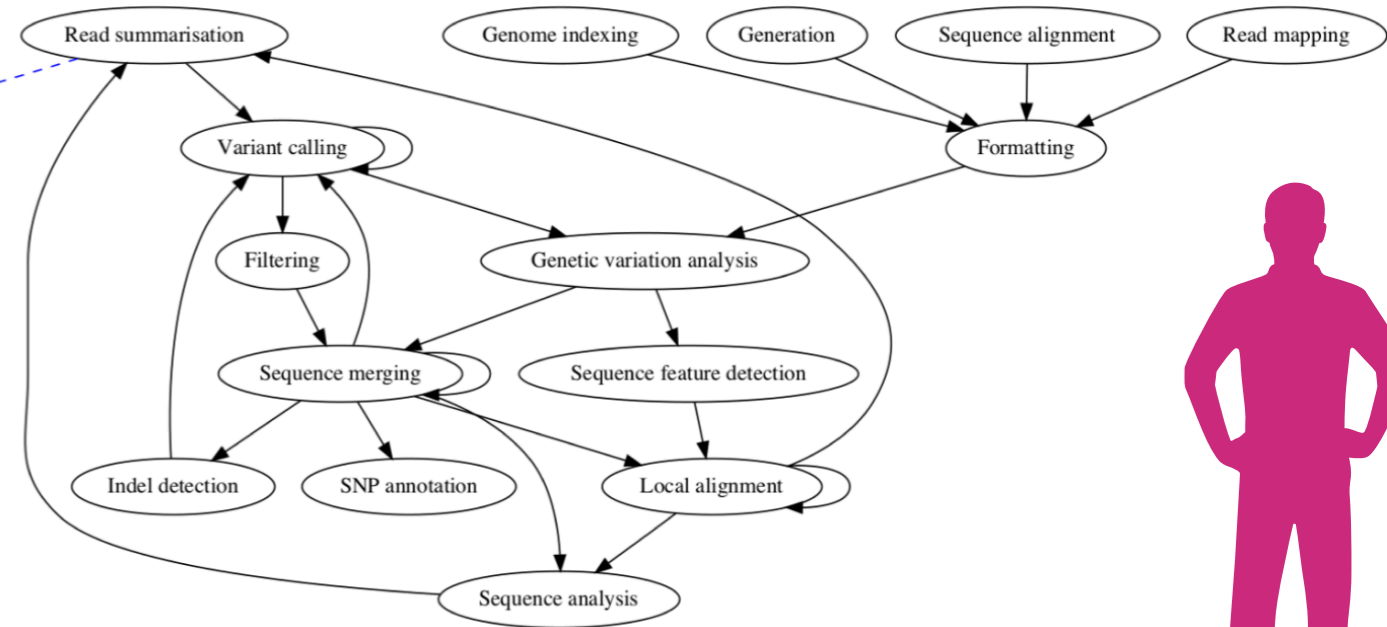 Read summarisation
Genome indexing
Generation
Sequence alignment
Read mapping
Variant calling
Formatting
Filtering
Genetic variation analysis
Sequence merging
Sequence feature detection
Indel detection
SNP annotation
Local alignment
Sequence analysis